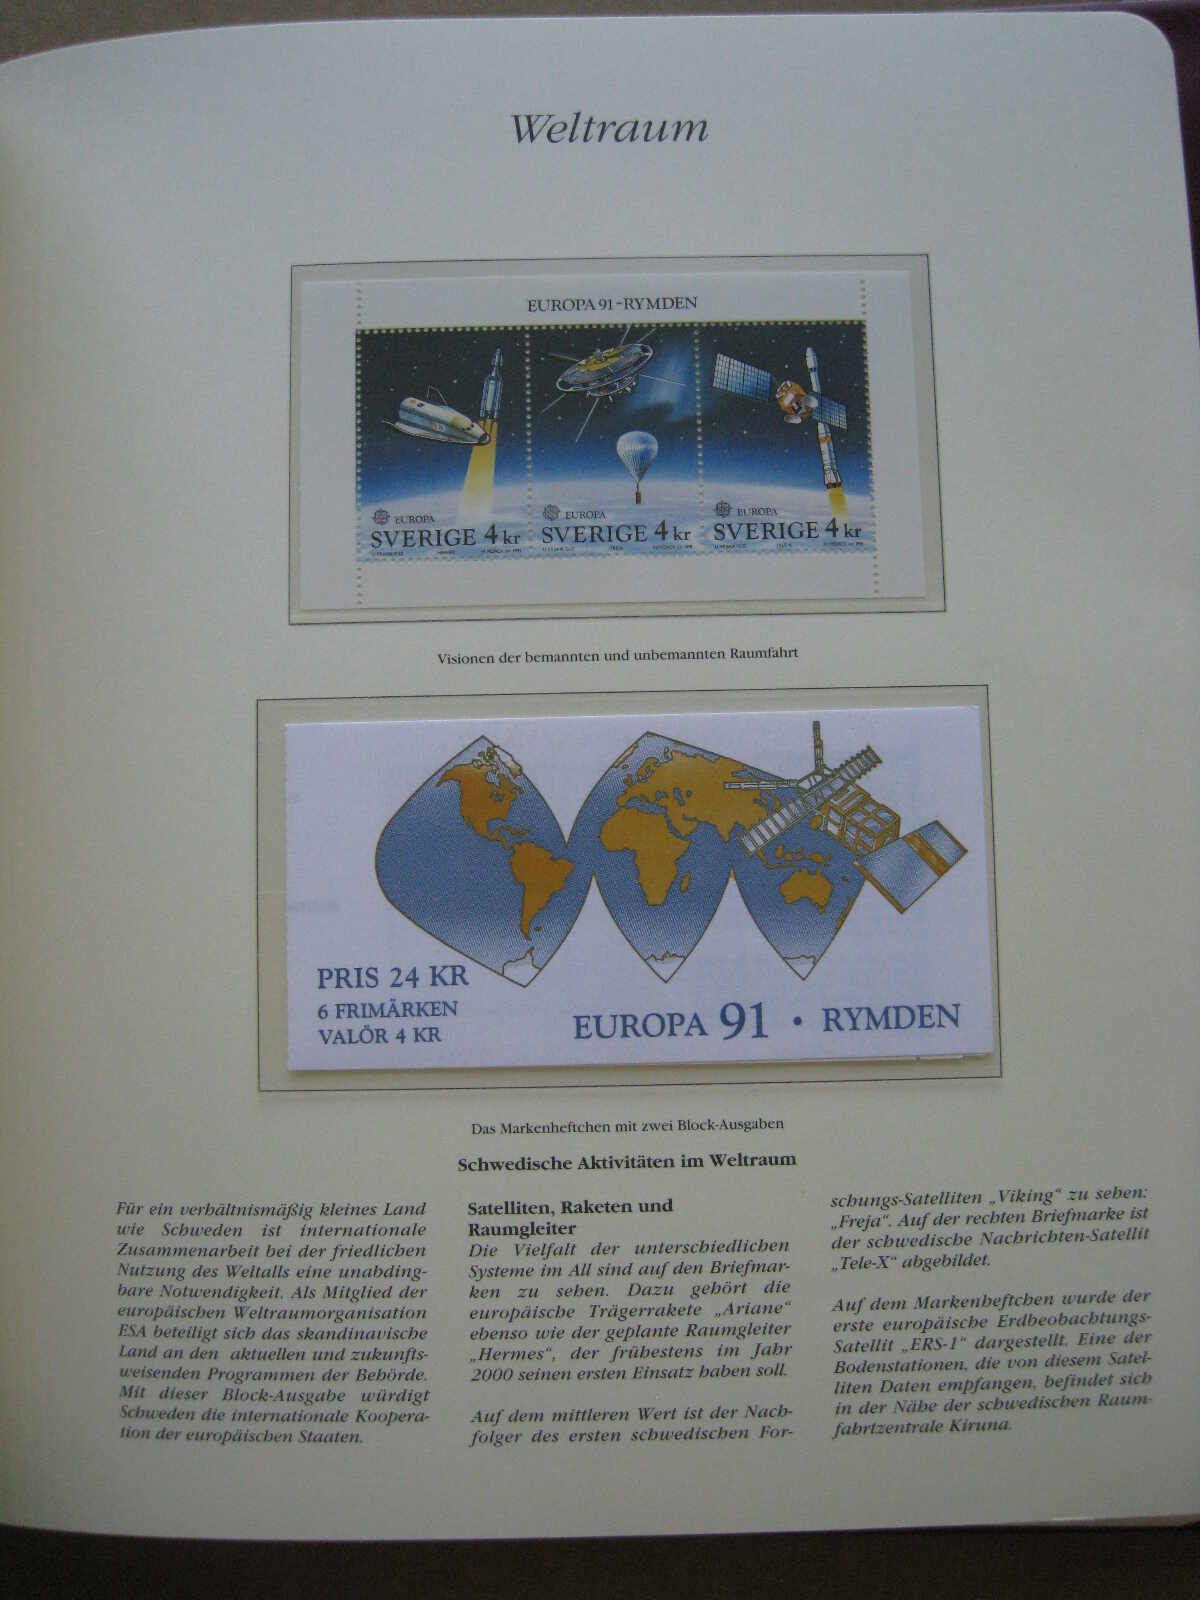 Weltraum
EUROPA 91-RYMDEN
EUROPA
SVERIGE 4 kr
EUROPA
SVERIGE 4 kr
EUROPA
SVERIGE 4 kr
Visionen der bemannten und unbemannten Raumfahrt
PRIS 24 KR
6 FRIMÄRKEN
VALÖR 4 KR
EUROPA 91 • RYMDEN
Das Markenheftchen mit zwei Block-Ausgaben
Schwedische Aktivitäten im Weltraum
Für ein verhältnismäßig kleines Land
wie Schweden ist internationale
Zusammenarbeit bei der friedlichen
Nutzung des Weltalls eine unabding-
bare Notwendigkeit. Als Mitglied der
europäischen Weltraumorganisation
ESA beteiligt sich das skandinavische
Land an den aktuellen und zukunfts-
weisenden Programmen der Behörde.
Mit dieser Block-Ausgabe würdigt
Schweden die internationale Koopera-
tion der europäischen Staaten.
Satelliten, Raketen und
Raumgleiter
Die Vielfalt der unterschiedlichen
Systeme im All sind auf den Briefmar-
ken zu sehen. Dazu gehört die
europäische Trägerrakete „Ariane“
ebenso wie der geplante Raumgleiter
„Hermes“, der frühestens im Jahr
2000 seinen ersten Einsatz haben soll.
Auf dem mittleren Wert ist der Nach-
folger des ersten schwedischen For-
schungs-Satelliten „Viking“ zu sehen:
„Freja“. Auf der rechten Briefmarke ist
der schwedische Nachrichten-Satellit
„Tele-X“ abgebildet.
Auf dem Markenheftchen wurde der
erste europäische Erdbeobachtungs-
Satellit „ERS-1“ dargestellt. Eine der
Bodenstationen, die von diesem Satel-
liten Daten empfangen, befindet sich
in der Nähe der schwedischen Raum-
fahrtzentrale Kiruna.